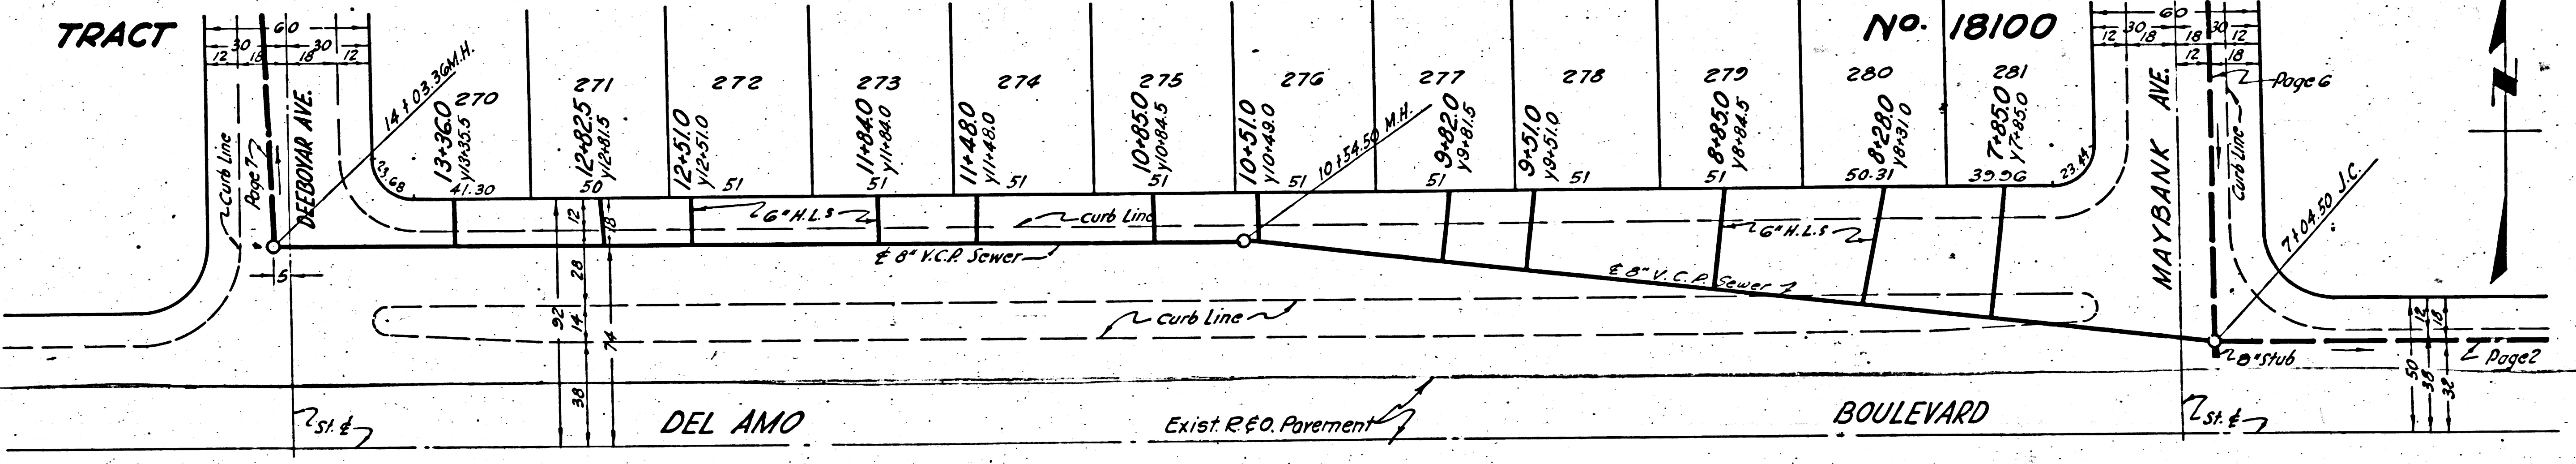 TRACT
No. 18100
60
30 30
12 18 18 12
DEEBOYAR AVE.
Curb Line
Page 7
14+03.36 M.H.
23.68
270
13+36.0
y13+35.5
41.30
271
12+82.5
y12+81.5
50
272
12+51.0
y12+51.0
51
273
11+84.0
y11+84.0
51
274
11+48.0
y11+48.0
51
275
10+85.0
y10+84.5
51
276
10+51.0
y10+49.0
51
10+54.50 M.H.
277
9+82.0
y9+81.5
51
278
9+51.0
y9+51.0
51
279
8+85.0
y8+84.5
51
280
8+28.0
y8+31.0
50.31
281
7+85.0
y7+85.0
39.96
23.44
60
30 30
12 18 18 12
12 18
MAYBANK AVE.
Page 6
Curb Line
7+04.50 J.C.
N
5
12
18
28
92
14
74
38
6" H.L.S
Curb Line
℄ 8" V.C.P. Sewer
6" H.L.S
℄ 8" V.C.P. Sewer
Curb Line
8" Stub
Page 2
12
18
50
38
32
St. ℄
DEL AMO
Exist. R.&O. Pavement
BOULEVARD
St. ℄